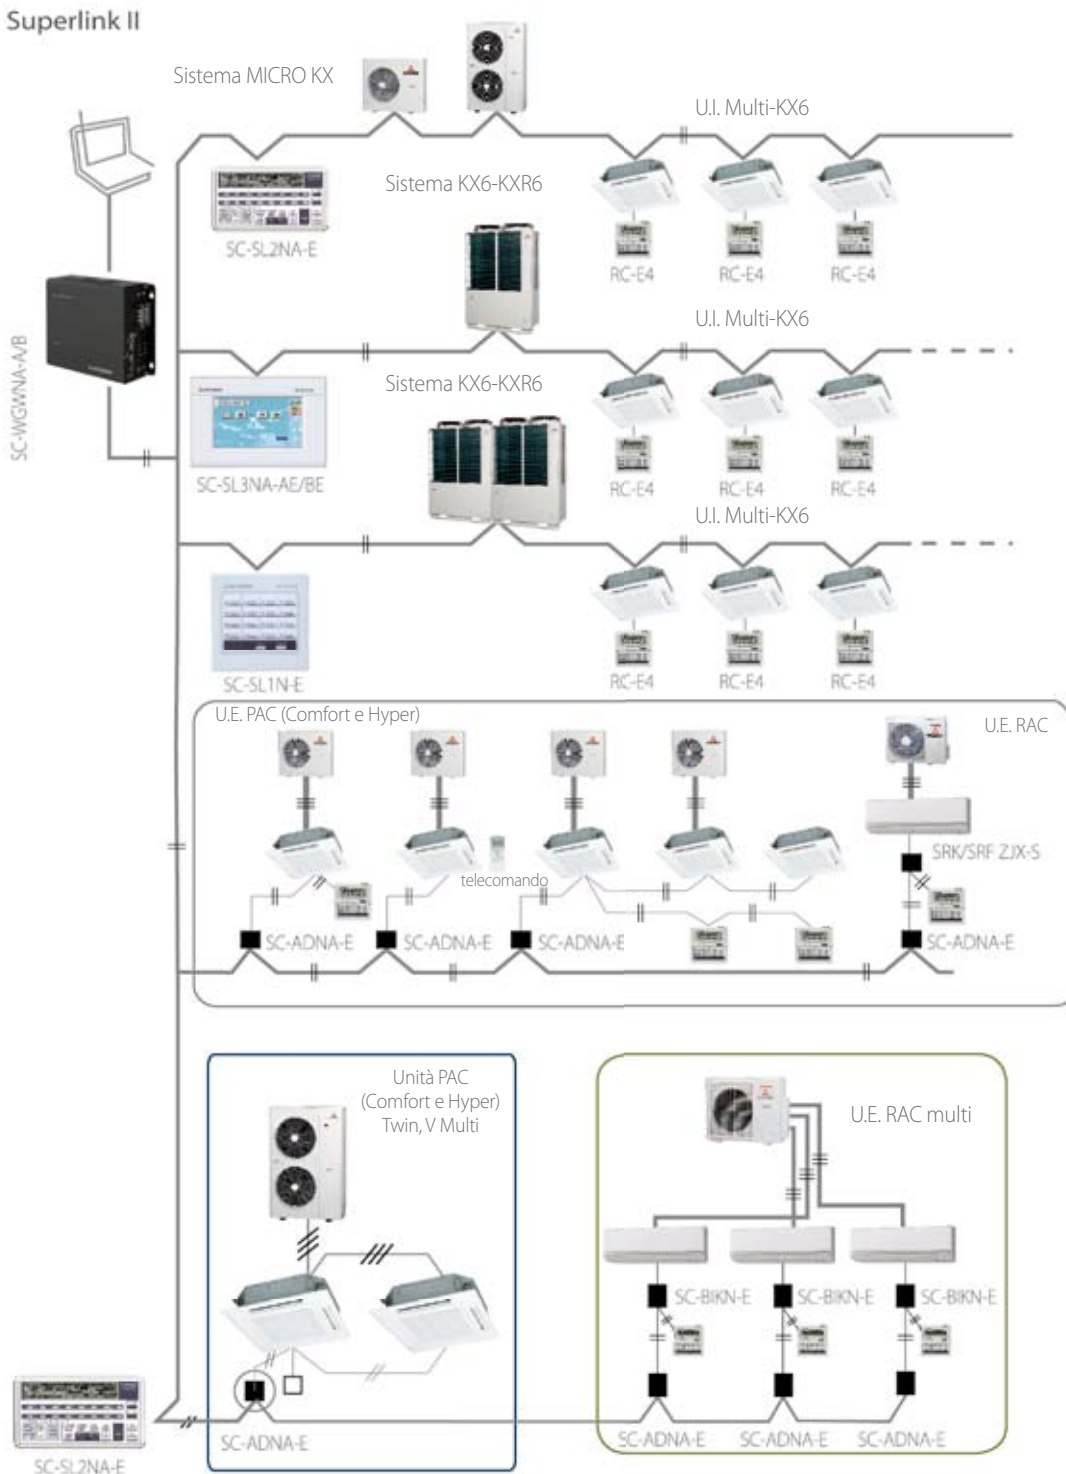 Superlink II
Sistema MICRO KX
U.I. Multi-KX6
SC-SL2NA-E
Sistema KX6-KXR6
RC-E4
RC-E4
RC-E4
SC-WGWNA-A/B
U.I. Multi-KX6
Sistema KX6-KXR6
SC-SL3NA-AE/BE
RC-E4
RC-E4
RC-E4
U.I. Multi-KX6
SC-SL1N-E
RC-E4
RC-E4
RC-E4
U.E. PAC (Comfort e Hyper)
U.E. RAC
SRK/SRF ZJX-S
telecomando
SC-ADNA-E
SC-ADNA-E
SC-ADNA-E
SC-ADNA-E
Unità PAC
(Comfort e Hyper)
Twin, V Multi
U.E. RAC multi
SC-BIKN-E
SC-BIKN-E
SC-BIKN-E
SC-ADNA-E
SC-ADNA-E
SC-ADNA-E
SC-ADNA-E
SC-SL2NA-E